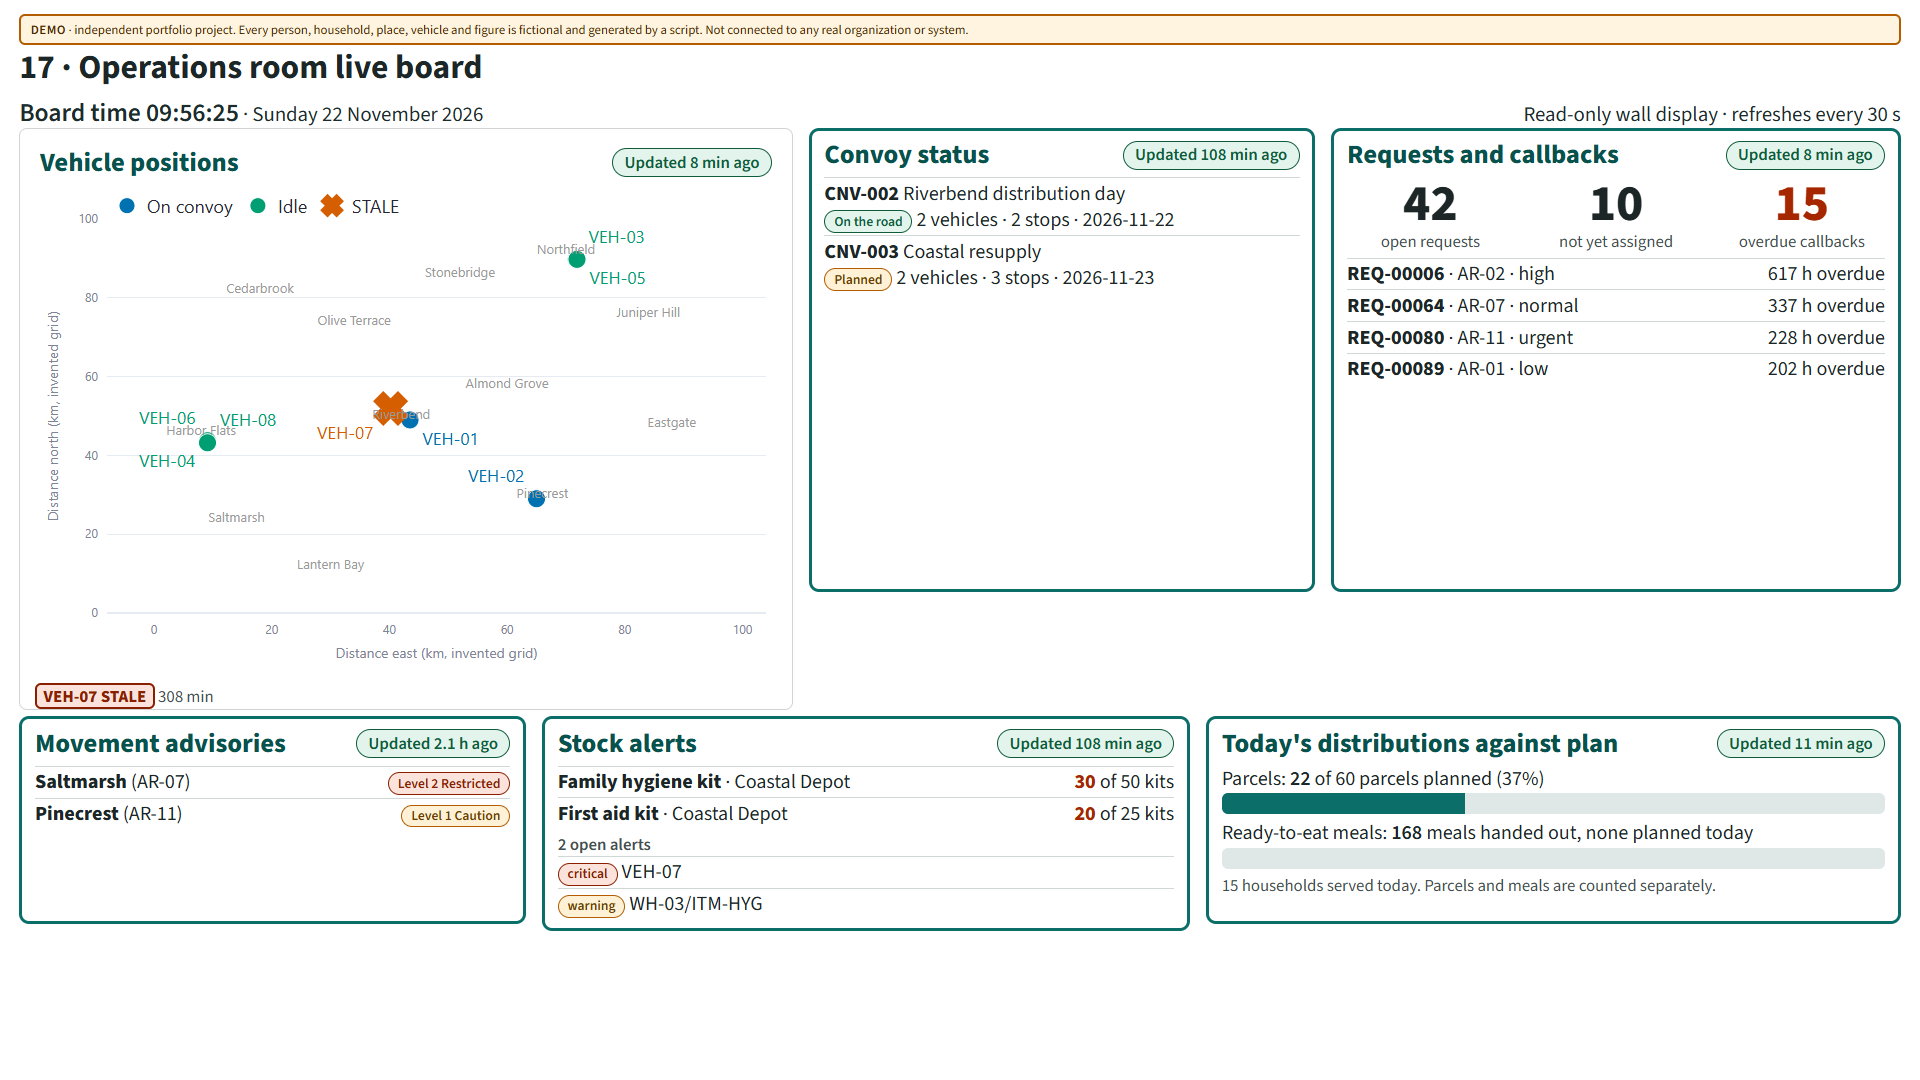 DEMO · independent portfolio project. Every person, household, place, vehicle and figure is fictional and generated by a script. Not connected to any real organization or system.
17 · Operations room live board
Board time 09:56:25 · Sunday 22 November 2026
Read-only wall display · refreshes every 30 s
Vehicle positions
Updated 8 min ago
On convoy
Idle
STALE
100
80
60
40
20
0
Distance north (km, invented grid)
VEH-03
Northfield
VEH-05
Stonebridge
Cedarbrook
Juniper Hill
Olive Terrace
Almond Grove
Riverbend
VEH-06
VEH-08
Harbor Flats
VEH-04
VEH-07
VEH-01
Eastgate
VEH-02
Pinecrest
Saltmarsh
Lantern Bay
0
20
40
60
80
100
Distance east (km, invented grid)
VEH-07 STALE 308 min
Convoy status
Updated 108 min ago
CNV-002 Riverbend distribution day
On the road 2 vehicles · 2 stops · 2026-11-22
CNV-003 Coastal resupply
Planned 2 vehicles · 3 stops · 2026-11-23
Requests and callbacks
Updated 8 min ago
42
open requests
10
not yet assigned
15
overdue callbacks
REQ-00006 · AR-02 · high 617 h overdue
REQ-00064 · AR-07 · normal 337 h overdue
REQ-00080 · AR-11 · urgent 228 h overdue
REQ-00089 · AR-01 · low 202 h overdue
Movement advisories
Updated 2.1 h ago
Saltmarsh (AR-07) Level 2 Restricted
Pinecrest (AR-11) Level 1 Caution
Stock alerts
Updated 108 min ago
Family hygiene kit · Coastal Depot 30 of 50 kits
First aid kit · Coastal Depot 20 of 25 kits
2 open alerts
critical VEH-07
warning WH-03/ITM-HYG
Today's distributions against plan
Updated 11 min ago
Parcels: 22 of 60 parcels planned (37%)
Ready-to-eat meals: 168 meals handed out, none planned today
15 households served today. Parcels and meals are counted separately.